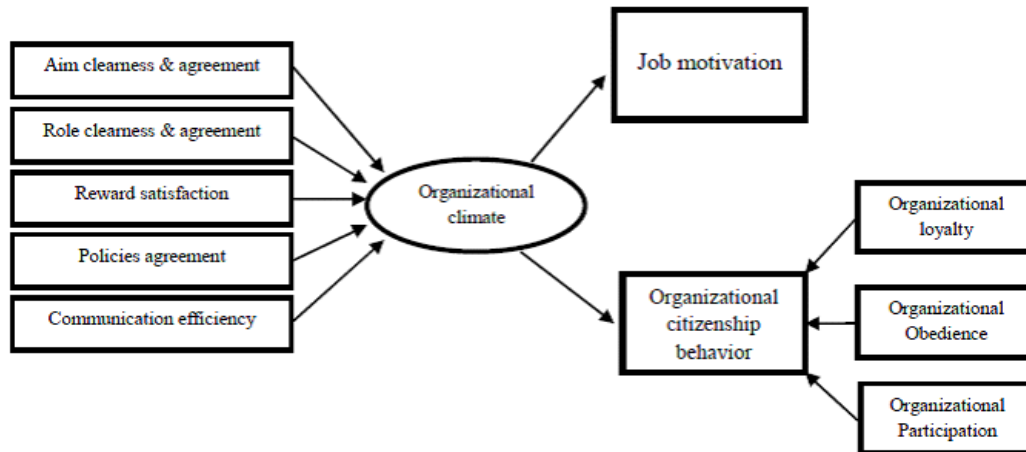 Aim clearness & agreement
Role clearness & agreement
Reward satisfaction
Policies agreement
Communication efficiency
Organizational
climate
Job motivation
Organizational
citizenship
behavior
Organizational
loyalty
Organizational
Obedience
Organizational
Participation